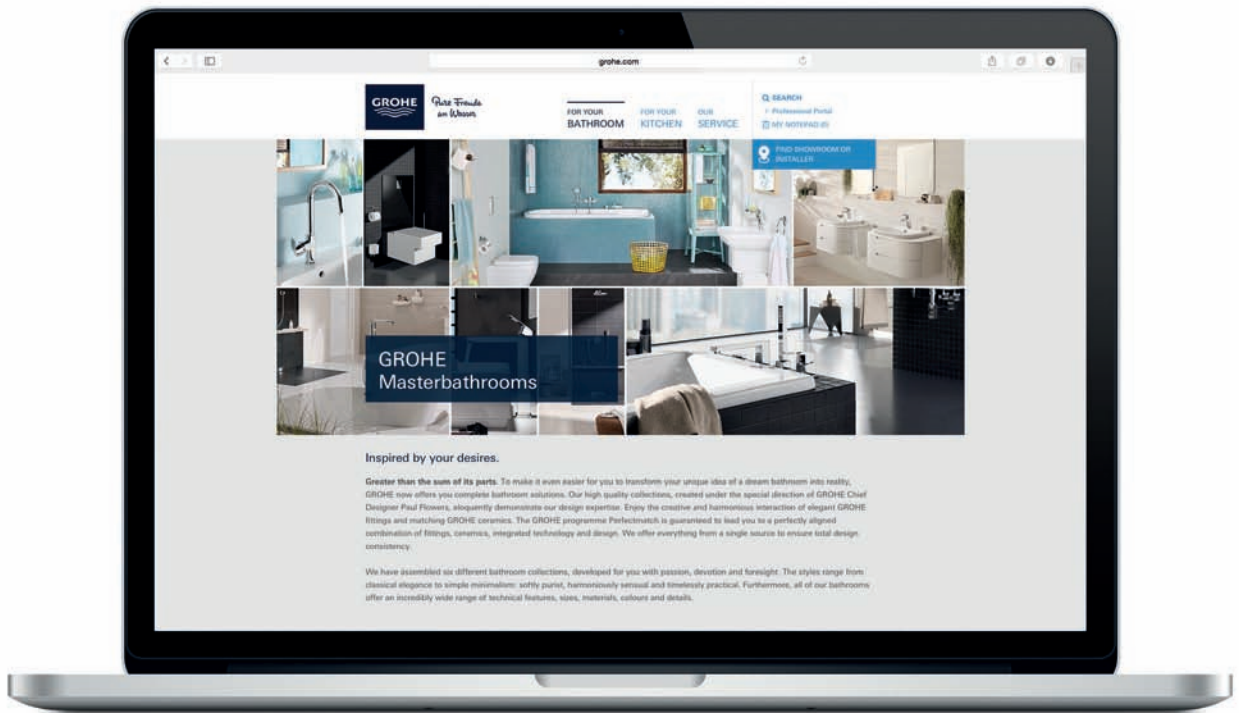 grohe.com
GROHE
Pure Freude
an Wasser
FOR YOUR
BATHROOM
FOR YOUR
KITCHEN
OUR
SERVICE
SEARCH
Professional Portal
MY NOTEPAD (0)
FIND SHOWROOM OR
INSTALLER
GROHE
Masterbathrooms
Inspired by your desires.
Greater than the sum of its parts. To make it even easier for you to transform your unique idea of a dream bathroom into reality,
GROHE now offers you complete bathroom solutions. Our high quality collections, created under the special direction of GROHE Chief
Designer Paul Flowers, eloquently demonstrate our design expertise. Enjoy the creative and harmonious interaction of elegant GROHE
fittings and matching GROHE ceramics. The GROHE programme Perfectmatch is guaranteed to lead you to a perfectly aligned
combination of fittings, ceramics, integrated technology and design. We offer everything from a single source to ensure total design
consistency.
We have assembled six different bathroom collections, developed for you with passion, devotion and foresight. The styles range from
classical elegance to simple minimalism: softly purist, harmoniously sensual and timelessly practical. Furthermore, all of our bathrooms
offer an incredibly wide range of technical features, sizes, materials, colours and details.